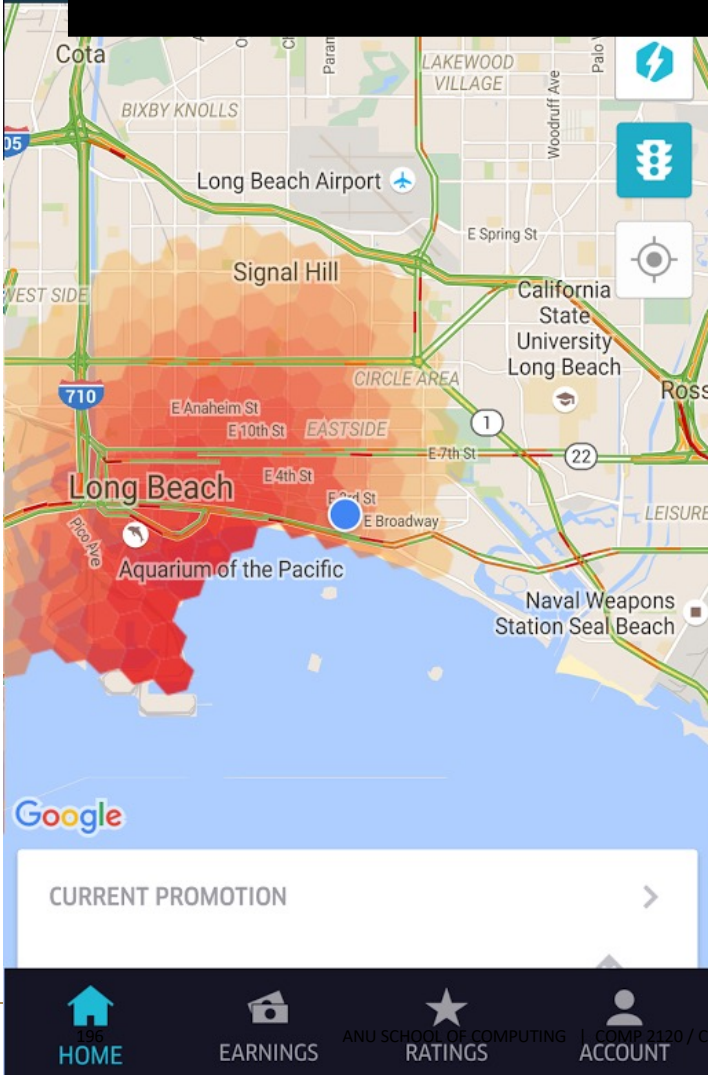 Cota
Param
LAKEWOOD
VILLAGE
Palo V
Woodruff Ave
BIXBY KNOLLS
05
Long Beach Airport
E Spring St
Signal Hill
WEST SIDE
California
State
University
Long Beach
CIRCLE AREA
Ross
710
E Anaheim St
1
E 10th St
EASTSIDE
E 7th St
22
E 4th St
Long Beach
E 3rd St
E Broadway
LEISURE
Pico Ave
Aquarium of the Pacific
Naval Weapons
Station Seal Beach
Google
CURRENT PROMOTION
196
ANU SCHOOL OF COMPUTING | COMP 2120 / C
HOME
EARNINGS
RATINGS
ACCOUNT